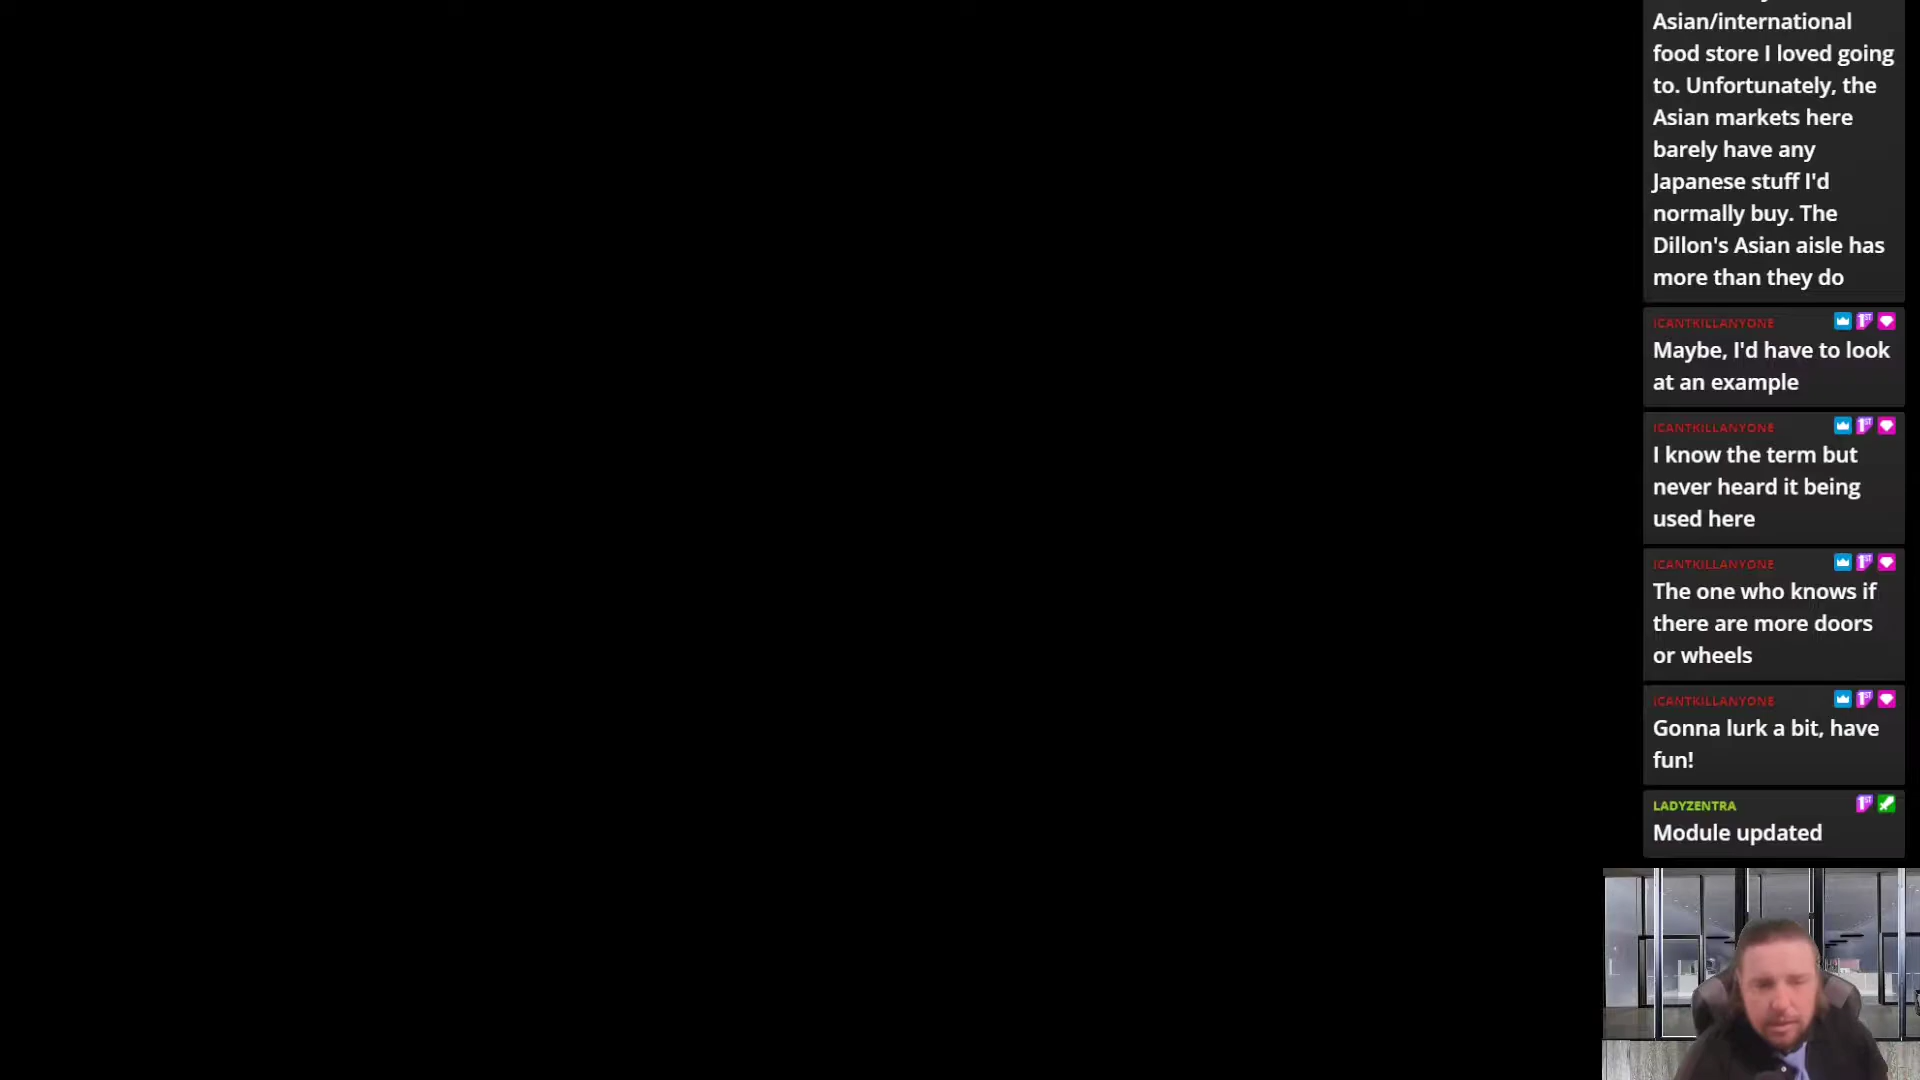 Asian/international
food store I loved going
to. Unfortunately, the
Asian markets here
barely have any
Japanese stuff I'd
normally buy. The
Dillon's Asian aisle has
more than they do
ICANTKILLANYONE
Maybe, I'd have to look
at an example
ICANTKILLANYONE
I know the term but
never heard it being
used here
ICANTKILLANYONE
The one who knows if
there are more doors
or wheels
ICANTKILLANYONE
Gonna lurk a bit, have
fun!
LADYZENTRA
Module updated